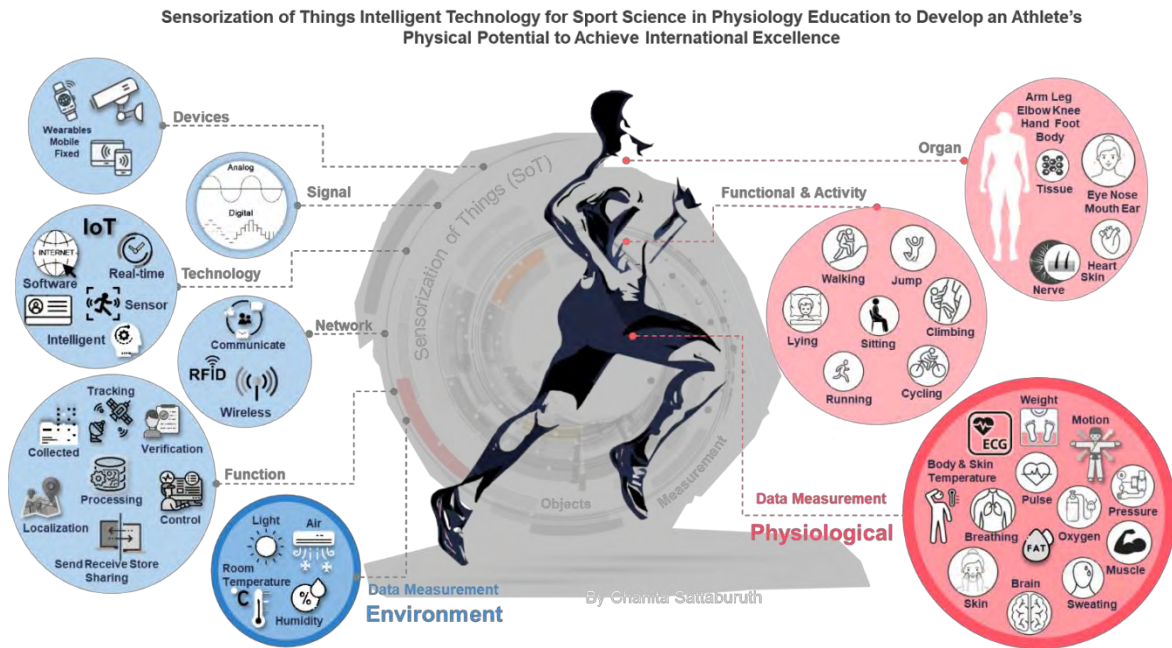 Sensorization of Things Intelligent Technology for Sport Science in Physiology Education to Develop an Athlete's
Physical Potential to Achieve International Excellence
Devices
Wearables
Mobile
Fixed
Signal
Analog
Digital
Technology
IoT
INTERNET
Software
Real-time
Sensor
Intelligent
Network
Communicate
RFID
Wireless
Function
Tracking
Collected
Verification
Processing
Localization
Control
Send Receive Store
Sharing
Data Measurement
Environment
Light
Air
Room
Temperature
°C
%
Humidity
Sensorization of Things (SoT)
Objects
Measurement
By Chanita Sattaburuth
Organ
Arm Leg
Elbow Knee
Hand Foot
Body
Tissue
Eye Nose
Mouth Ear
Heart
Skin
Nerve
Functional & Activity
Walking
Jump
Lying
Sitting
Climbing
Running
Cycling
Data Measurement
Physiological
Weight
ECG
Motion
Body & Skin
Temperature
Pulse
Pressure
Breathing
FAT
Oxygen
Muscle
Skin
Brain
Sweating